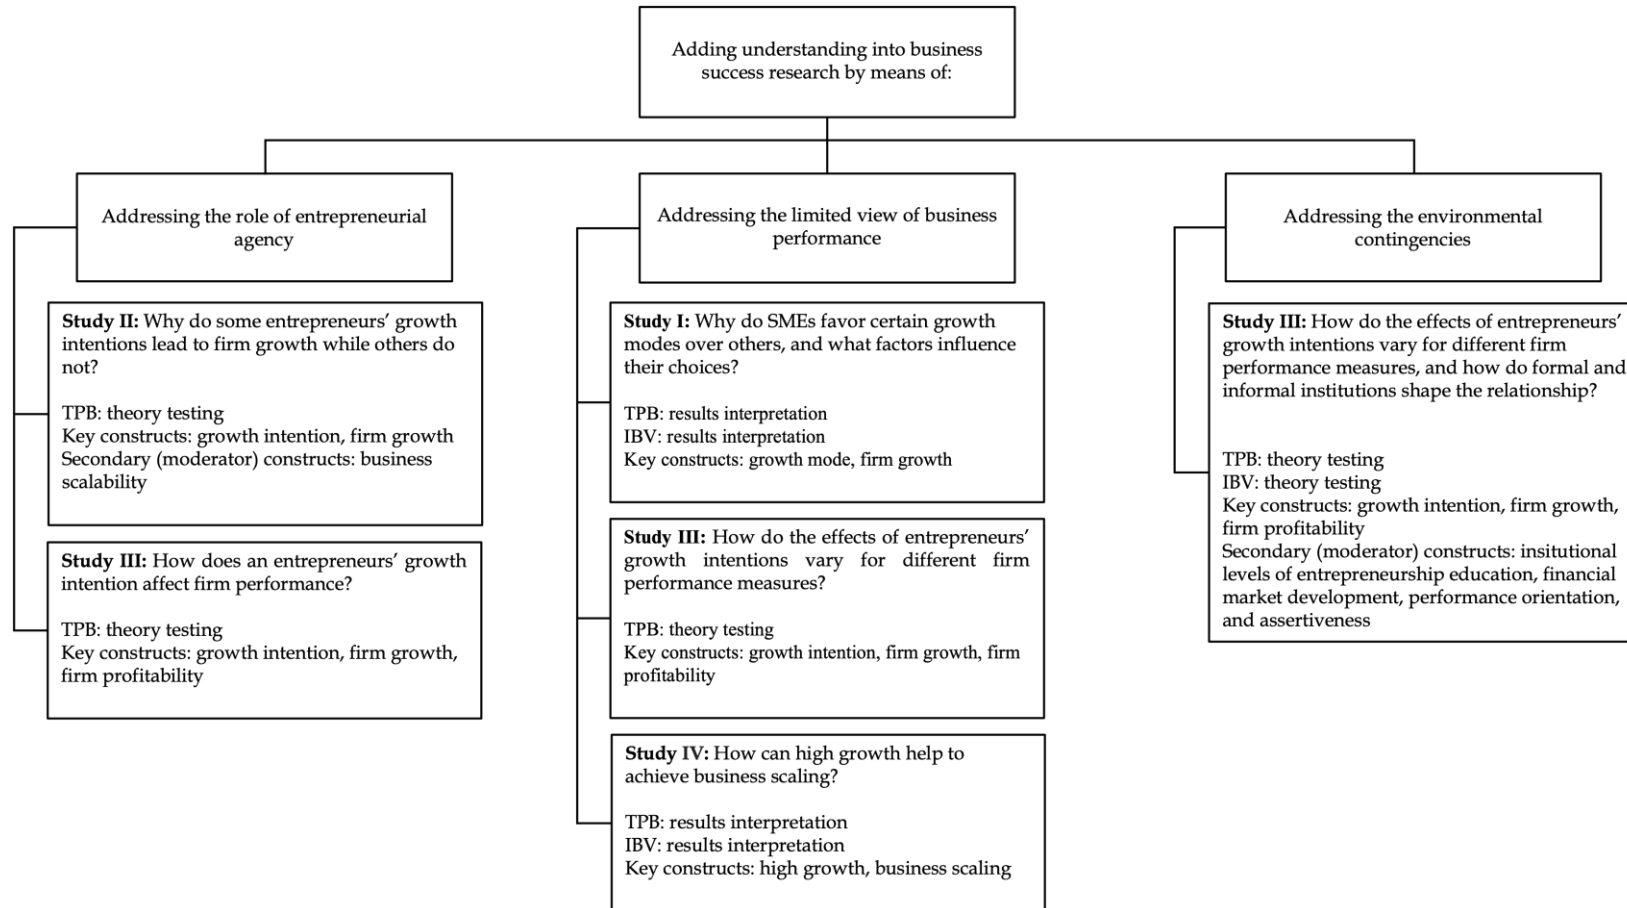 Adding understanding into business
success research by means of:
Addressing the role of entrepreneurial
agency
Study II: Why do some entrepreneurs’ growth
intentions lead to firm growth while others do
not?
TPB: theory testing
Key constructs: growth intention, firm growth
Secondary (moderator) constructs: business
scalability
Study III: How does an entrepreneurs’ growth
intention affect firm performance?
TPB: theory testing
Key constructs: growth intention, firm growth,
firm profitability
Addressing the limited view of business
performance
Study I: Why do SMEs favor certain growth
modes over others, and what factors influence
their choices?
TPB: results interpretation
IBV: results interpretation
Key constructs: growth mode, firm growth
Study III: How do the effects of entrepreneurs’
growth intentions vary for different firm
performance measures?
TPB: theory testing
Key constructs: growth intention, firm growth, firm
profitability
Study IV: How can high growth help to
achieve business scaling?
TPB: results interpretation
IBV: results interpretation
Key constructs: high growth, business scaling
Addressing the environmental
contingencies
Study III: How do the effects of entrepreneurs’
growth intentions vary for different firm
performance measures, and how do formal and
informal institutions shape the relationship?
TPB: theory testing
IBV: theory testing
Key constructs: growth intention, firm growth,
firm profitability
Secondary (moderator) constructs: insitutional
levels of entrepreneurship education, financial
market development, performance orientation,
and assertiveness